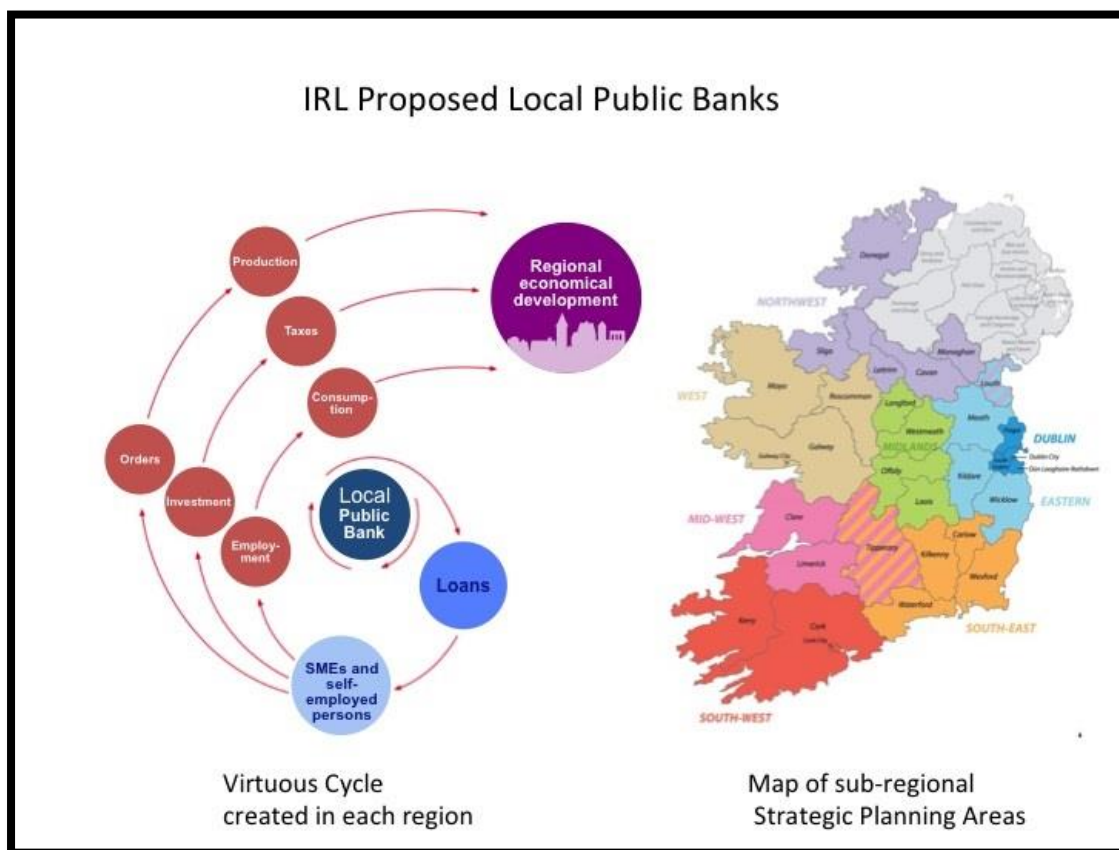 IRL Proposed Local Public Banks
Production
Taxes
Consump-
tion
Orders
Investment
Employ-
ment
Regional
economical
development
Local
Public
Bank
Loans
SMEs and
self-
employed
persons
Virtuous Cycle
created in each region
Donegal
NORTHWEST
Sligo
Leitrim
Cavan
Monaghan
Louth
WEST
Mayo
Roscommon
Galway
Galway City
Longford
Westmeath
MIDLANDS
Offaly
Laois
Meath
Kildare
Wicklow
DUBLIN
Dublin City
Dún Laoghaire-Rathdown
EASTERN
MID-WEST
Clare
Limerick
Tipperary
Kilkenny
Carlow
Wexford
Waterford
SOUTH-EAST
Kerry
Cork
Cork City
SOUTH-WEST
Map of sub-regional
Strategic Planning Areas